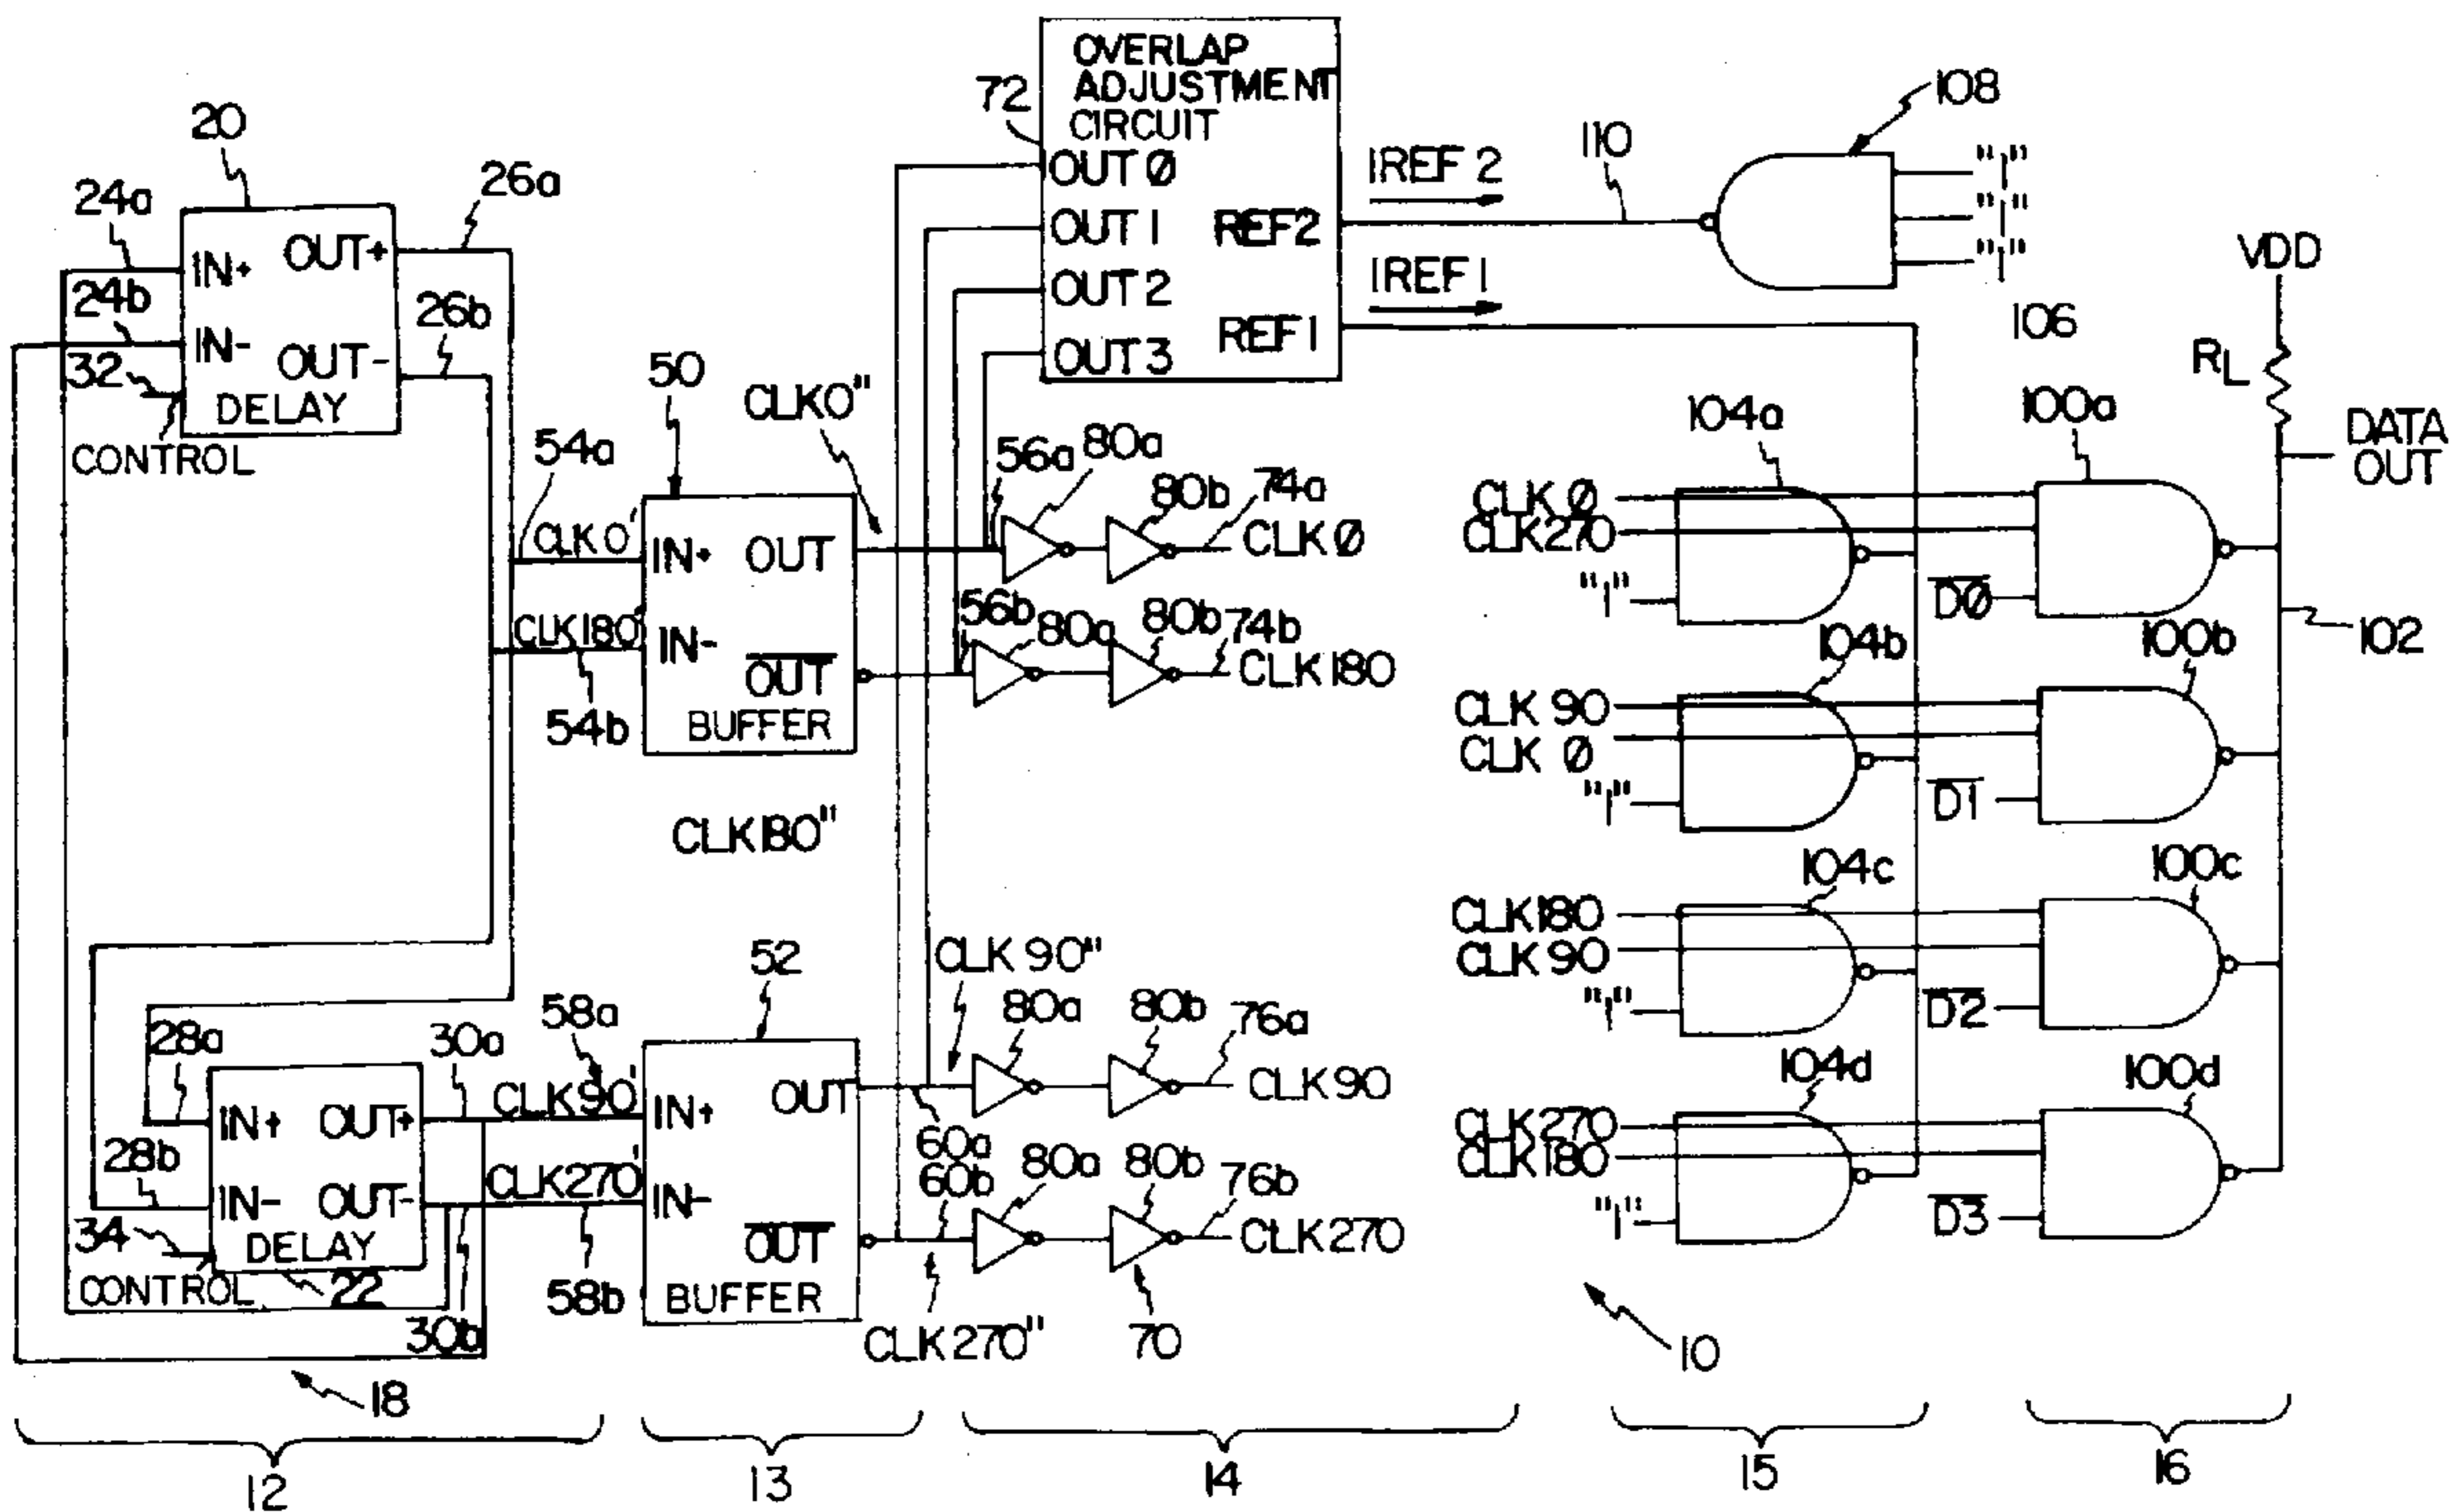 OVERLAP
ADJUSTMENT
CIRCUIT
72
OUT Ø
OUT 1
OUT 2
OUT 3
REF2
REF1
IREF 2
IREF 1
110
108
"1"
"1"
"1"
106
VDD
RL
DATA
OUT
102
20
24a
24b
26a
26b
IN+
IN-
OUT+
OUT-
DELAY
32
CONTROL
50
54a
CLK0'
CLK180'
54b
IN+
IN-
OUT
OUT
BUFFER
CLK0"
56a
80a
80b
74a
CLKØ
56b
80a
80b
74b
CLK180
CLK180"
28a
28b
IN+
IN-
OUT+
OUT-
DELAY
34
CONTROL
22
30a
30b
58a
CLK90'
CLK270'
58b
52
IN+
IN-
OUT
OUT
BUFFER
CLK90"
60a
60b
80a
80b
76a
CLK90
80a
80b
76b
CLK270
CLK270"
70
104a
100a
CLKØ
CLK270
"1"
D0
104b
100b
CLK 90
CLK Ø
"1"
D1
104c
100c
CLK180
CLK90
"1"
D2
104d
100d
CLK270
CLK180
"1"
D3
10
18
12
13
14
15
16